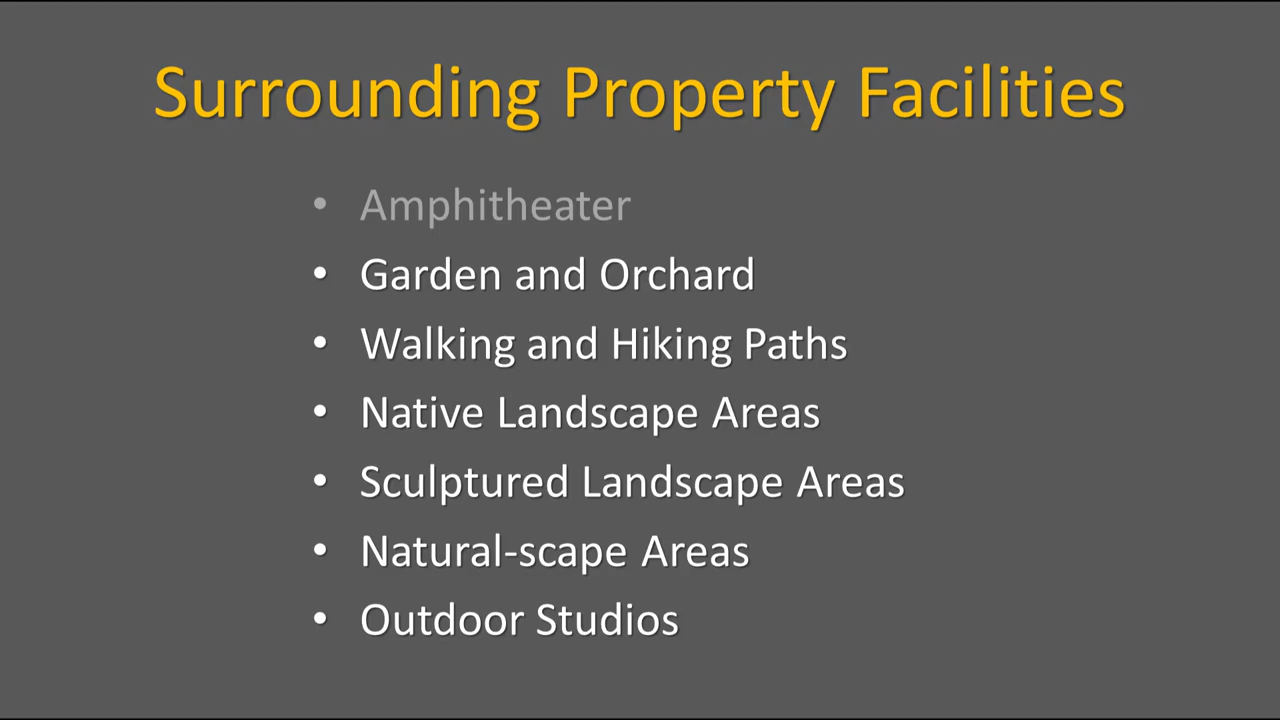 Surrounding Property Facilities
• Amphitheater
• Garden and Orchard
• Walking and Hiking Paths
• Native Landscape Areas
• Sculptured Landscape Areas
• Natural-scape Areas
• Outdoor Studios